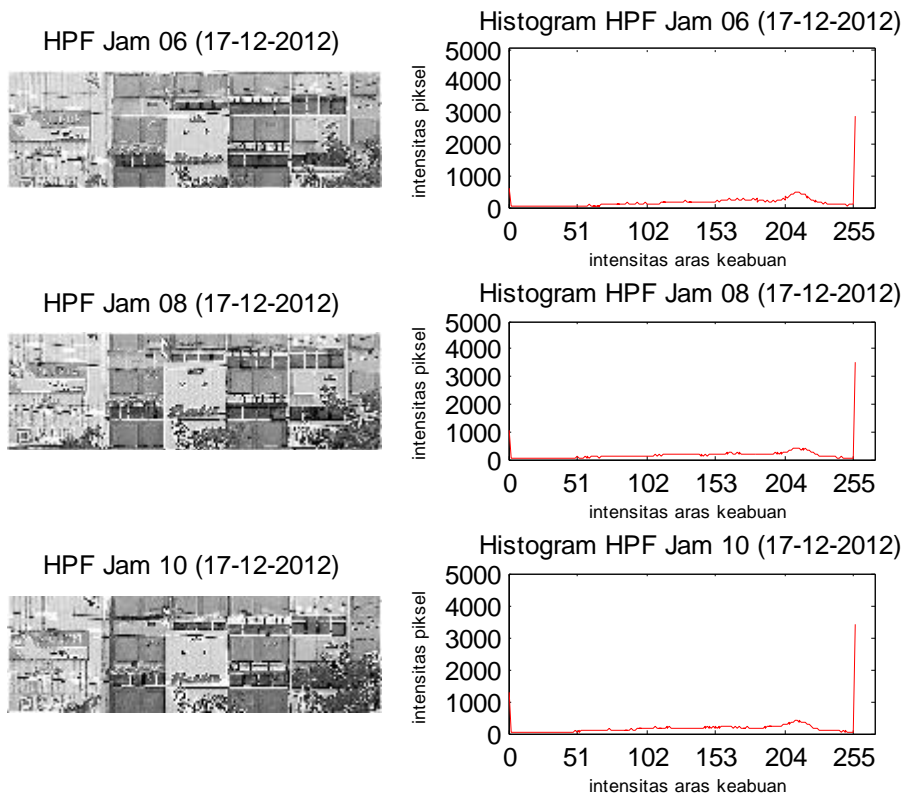 HPF Jam 06 (17-12-2012)
Histogram HPF Jam 06 (17-12-2012)
intensitas piksel
5000
4000
3000
2000
1000
0
0 51 102 153 204 255
intensitas aras keabuan
HPF Jam 08 (17-12-2012)
Histogram HPF Jam 08 (17-12-2012)
intensitas piksel
5000
4000
3000
2000
1000
0
0 51 102 153 204 255
intensitas aras keabuan
HPF Jam 10 (17-12-2012)
Histogram HPF Jam 10 (17-12-2012)
intensitas piksel
5000
4000
3000
2000
1000
0
0 51 102 153 204 255
intensitas aras keabuan